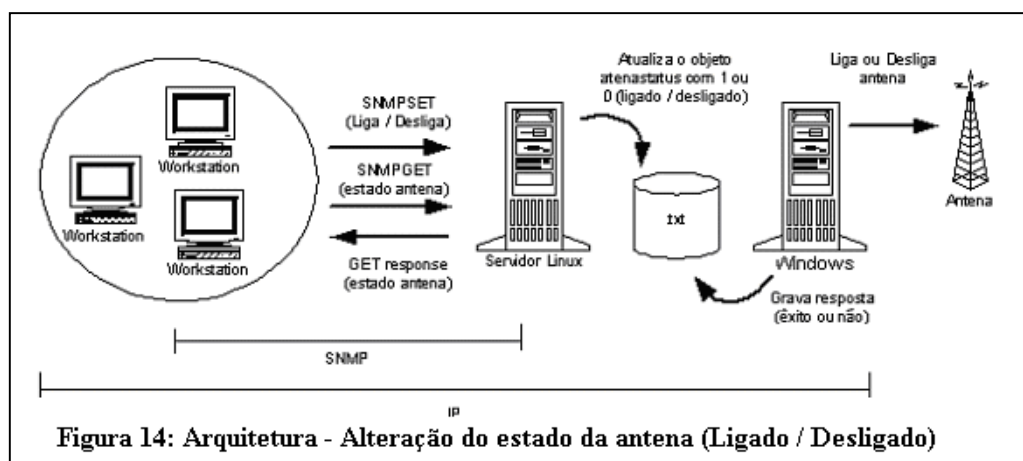 SNMPSET
(Liga / Desliga)
SNMPGET
(estado antena)
GET response
(estado antena)
Workstation
Workstation
Workstation
Servidor Linux
Atualiza o objeto
atenastatus com 1 ou
0 (ligado / desligado)
txt
Liga ou Desliga
antena
Antena
Windows
Grava resposta
(êxito ou não)
SNMP
IP
Figura 14: Arquitetura - Alteração do estado da antena (Ligado / Desligado)